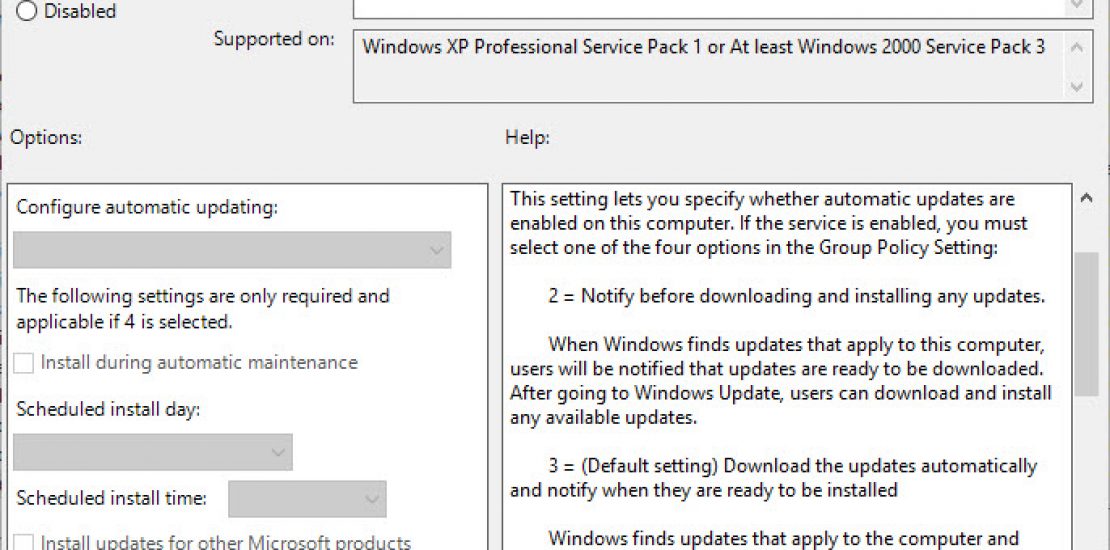 Disabled
Supported on:
Windows XP Professional Service Pack 1 or At least Windows 2000 Service Pack 3
Options:
Help:
Configure automatic updating:
The following settings are only required and
applicable if 4 is selected.
Install during automatic maintenance
Scheduled install day:
Scheduled install time:
Install updates for other Microsoft products
This setting lets you specify whether automatic updates are
enabled on this computer. If the service is enabled, you must
select one of the four options in the Group Policy Setting:
2 = Notify before downloading and installing any updates.
When Windows finds updates that apply to this computer,
users will be notified that updates are ready to be downloaded.
After going to Windows Update, users can download and install
any available updates.
3 = (Default setting) Download the updates automatically
and notify when they are ready to be installed
Windows finds updates that apply to the computer and